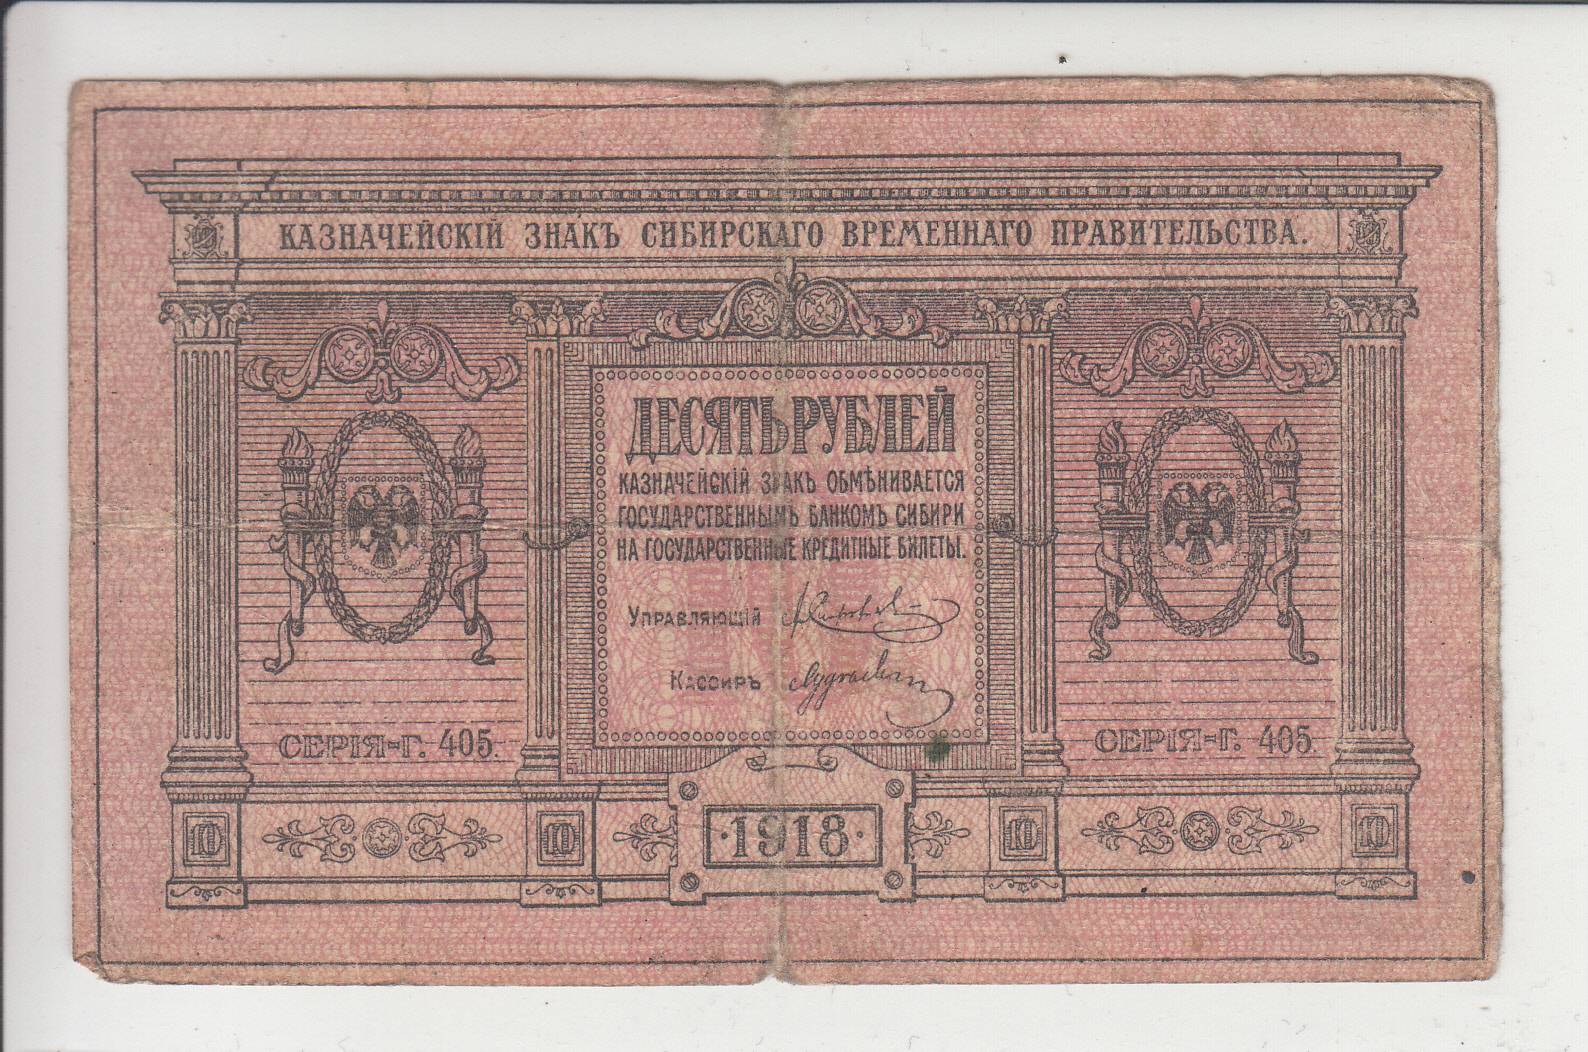 КАЗНАЧЕЙСКІЙ ЗНАКЪ СИБИРСКАГО ВРЕМЕННАГО ПРАВИТЕЛЬСТВА.
ДЕСЯТЬ РУБЛЕЙ
КАЗНАЧЕЙСКІЙ ЗНАКЪ ОБМѢНИВАЕТСЯ
ГОСУДАРСТВЕННЫМЪ БАНКОМЪ СИБИРИ
НА ГОСУДАРСТВЕННЫЕ КРЕДИТНЫЕ БИЛЕТЫ.
УПРАВЛЯЮЩІЙ
КАССИРЪ
СЕРІЯ-Г. 405.
СЕРІЯ-Г. 405.
10
10
·1918·
10
10